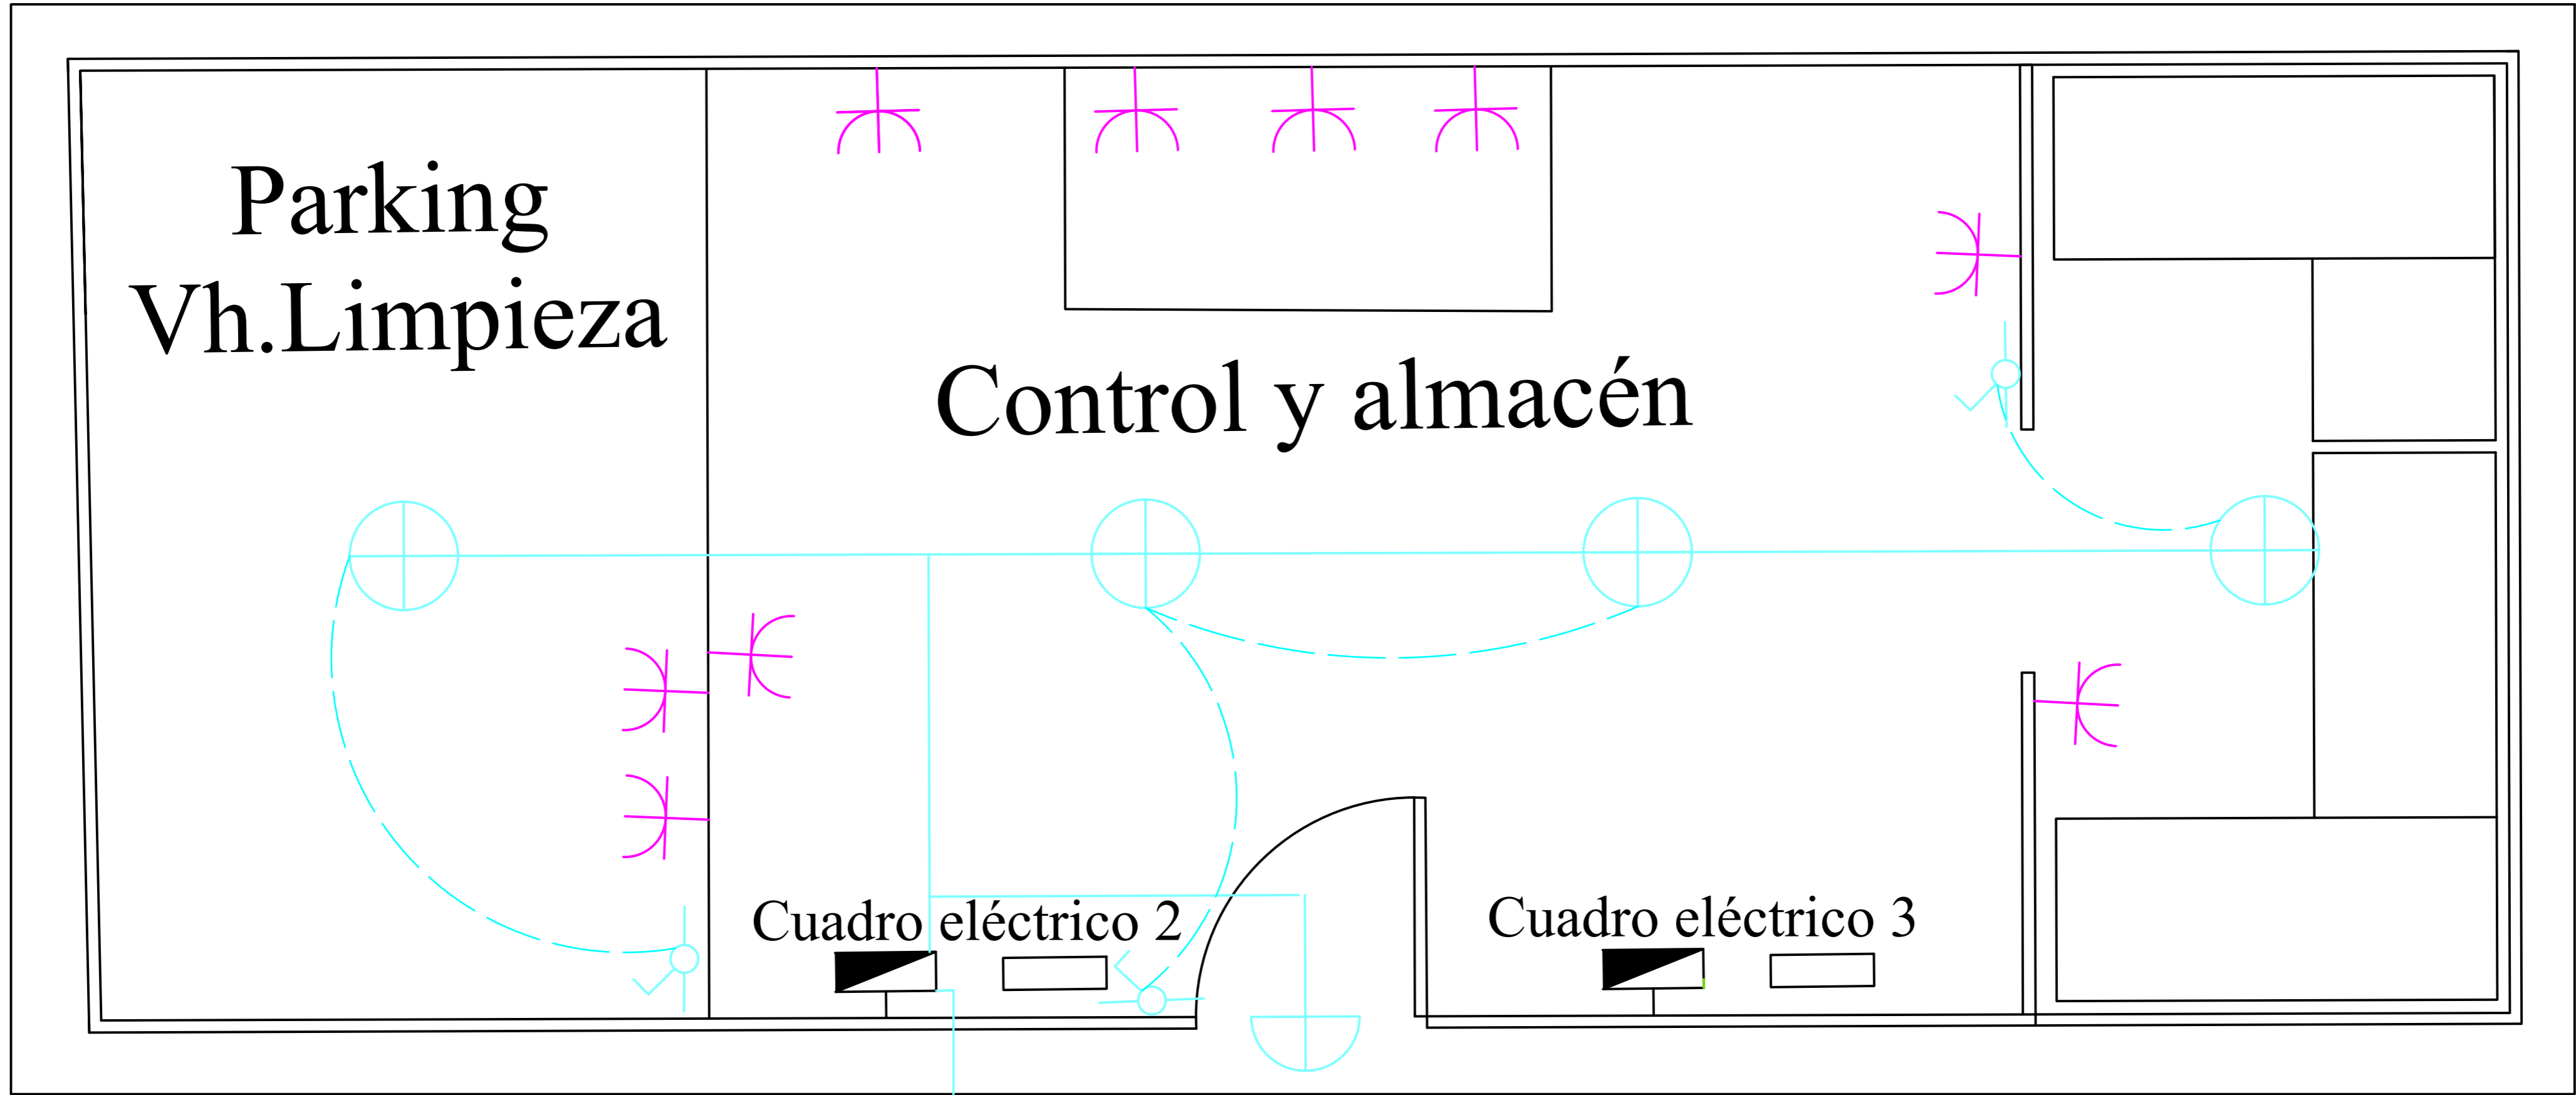 Parking
Vh.Limpieza
Control y almacén
Cuadro eléctrico 2
Cuadro eléctrico 3